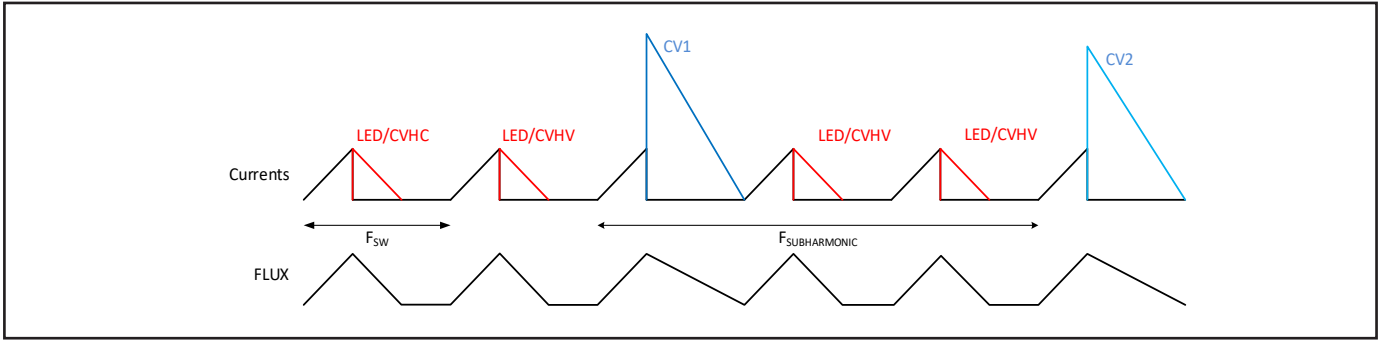 CV1
CV2
LED/CVHC
LED/CVHV
LED/CVHV
LED/CVHV
Currents
FSW
FSUBHARMONIC
FLUX